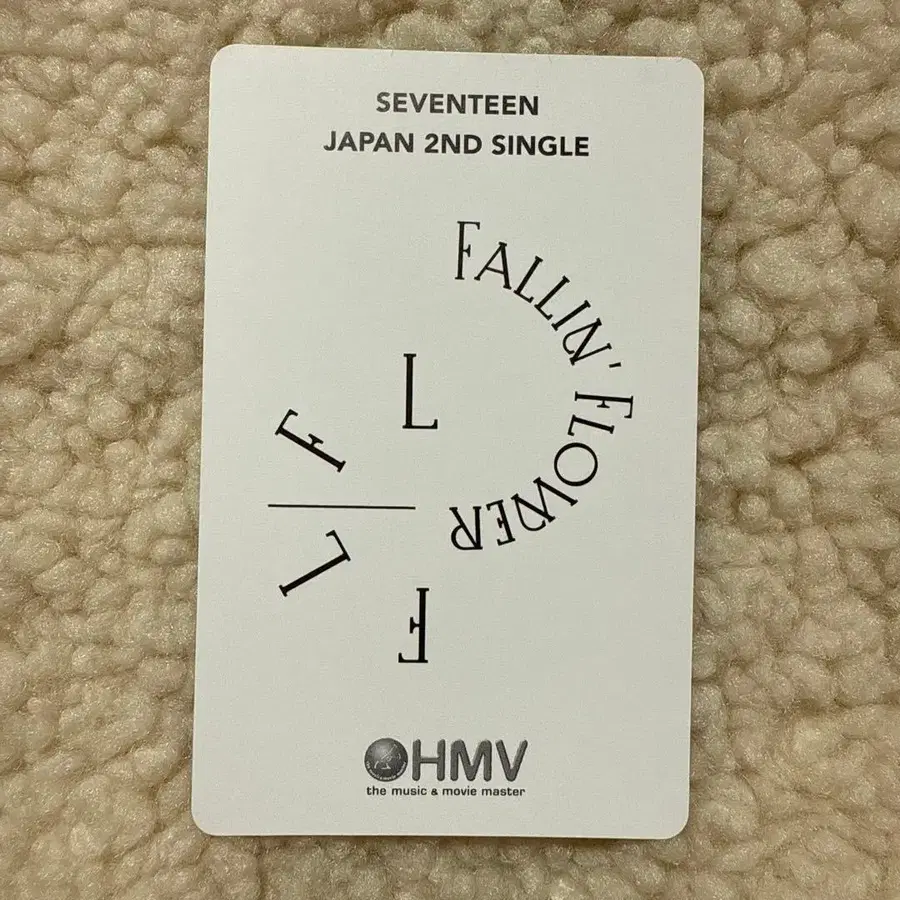 SEVENTEEN
JAPAN 2ND SINGLE
FALLIN' FLOWER
L
F
L
F
HMV
the music & movie master